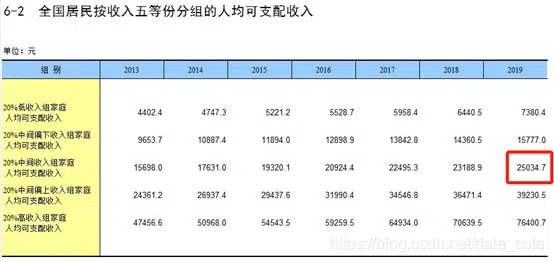 6-2 全国居民按收入五等份分组的人均可支配收入
单位：元
组 别 2013 2014 2015 2016 2017 2018 2019
20%低收入组家庭
人均可支配收入 4402.4 4747.3 5221.2 5528.7 5958.4 6440.5 7380.4
20%中间偏下收入组家庭
人均可支配收入 9653.7 10887.4 11894.0 12898.9 13842.8 14360.5 15777.0
20%中间收入组家庭
人均可支配收入 15698.0 17631.0 19320.1 20924.4 22495.3 23188.9 25034.7
20%中间偏上收入组家庭
人均可支配收入 24361.2 26937.4 29437.6 31990.4 34546.8 36471.4 39230.5
20%高收入组家庭
人均可支配收入 47456.6 50968.0 54543.5 59259.5 64934.0 70639.5 76400.7
https://blog.csdn.net/data_cola